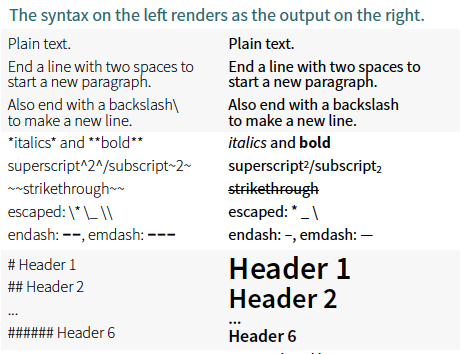 The syntax on the left renders as the output on the right.
Plain text. Plain text.
End a line with two spaces to End a line with two spaces to
start a new paragraph. start a new paragraph.
Also end with a backslash\ Also end with a backslash
to make a new line. to make a new line.
*italics* and **bold** italics and bold
superscript^2^/subscript~2~ superscript²/subscript₂
~~strikethrough~~ strikethrough
escaped: \* \_ \\ escaped: * _ \
endash: --, emdash: --- endash: –, emdash: —
# Header 1 Header 1
## Header 2 Header 2
... ...
###### Header 6 Header 6